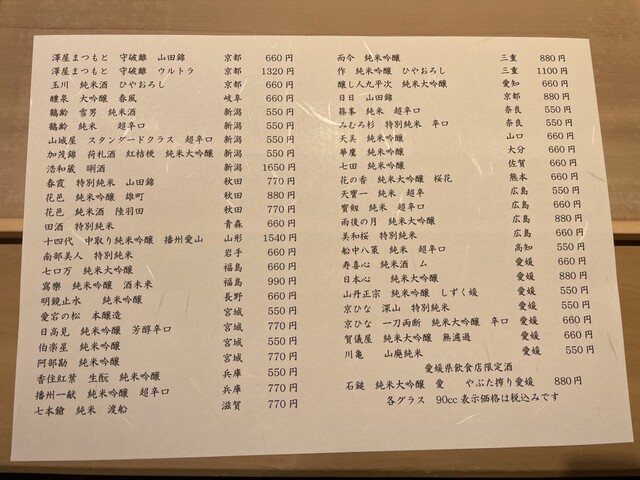 澤屋まつもと 守破離 山田錦 京都 660円
澤屋まつもと 守破離 ウルトラ 京都 1320円
玉川 純米酒 ひやおろし 京都 660円
醴泉 大吟醸 春風 岐阜 660円
鶴齢 雪男 純米酒 新潟 550円
鶴齢 純米 超辛口 新潟 550円
山城屋 スタンダードクラス 超辛口 新潟 550円
加茂錦 荷札酒 紅桔梗 純米大吟醸 新潟 550円
浩和蔵 唎酒 新潟 1650円
春霞 特別純米 山田錦 秋田 770円
花邑 純米吟醸 雄町 秋田 880円
花邑 純米酒 陸羽田 秋田 770円
田酒 特別純米 青森 660円
十四代 中取り純米吟醸 播州愛山 山形 1540円
南部美人 特別純米 岩手 660円
七ロ万 純米大吟醸 福島 660円
寫樂 純米吟醸 酒未来 福島 990円
明鏡止水 純米吟醸 長野 660円
愛宕の松 本醸造 宮城 550円
日高見 純米吟醸 芳醇辛口 宮城 770円
伯楽星 純米吟醸 宮城 770円
阿部勘 純米吟醸 宮城 770円
香住紅葉 生酛 純米吟醸 兵庫 550円
播州一献 純米吟醸 超辛口 兵庫 770円
七本鎗 純米 渡船 滋賀 770円
而今 純米吟醸 三重 880円
作 純米吟醸 ひやおろし 三重 1100円
醸し人九平次 純米大吟醸 愛知 660円
日日 山田錦 京都 880円
篠峯 純米 超辛口 奈良 550円
みむろ杉 特別純米 辛口 奈良 550円
天美 純米吟醸 山口 660円
華鷹 純米吟醸 大分 660円
七田 純米吟醸 佐賀 660円
花の香 純米大吟醸 桜花 熊本 660円
天寶一 純米 超辛 広島 550円
寶剣 純米 超辛口 広島 660円
雨後の月 純米大吟醸 広島 880円
美和桜 特別純米 広島 660円
船中八策 純米 超辛口 高知 550円
寿喜心 純米酒 ム 愛媛 660円
日本心 純米大吟醸 愛媛 880円
山丹正宗 純米吟醸 しずく媛 愛媛 550円
京ひな 深山 特別純米 愛媛 550円
京ひな 一刀両断 純米大吟醸 辛口 愛媛 660円
賀儀屋 純米大吟醸 無濾過 愛媛 660円
川亀 山廃純米 愛媛 550円
愛媛県飲食店限定酒
石鎚 純米大吟醸 愛 やぶた搾り愛媛 880円
各グラス 90cc表示価格は税込みです